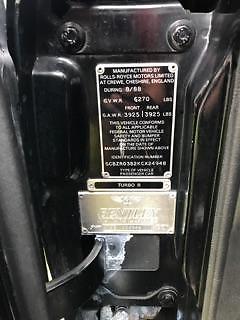 MANUFACTURED BY
ROLLS-ROYCE MOTORS LIMITED
AT CREWE, CHESHIRE, ENGLAND
DURING 8/88
G.V.W.R. 6270 LBS
FRONT REAR
G.A.W.R. 3925 3925 LBS
THIS VEHICLE CONFORMS
TO ALL APPLICABLE
FEDERAL MOTOR VEHICLE
SAFETY AND BUMPER
STANDARDS IN EFFECT
ON THE DATE OF
MANUFACTURE SHOWN ABOVE
IDENTIFICATION NUMBER
SCBZR03B2KCX24948
TYPE OF VEHICLE
PASSENGER CAR
TURBO R
BENTLEY